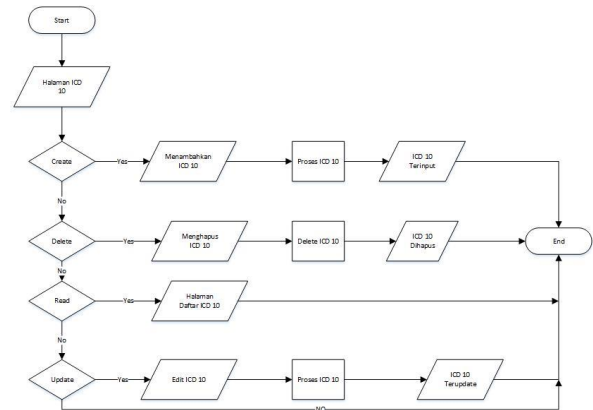 Start
Halaman ICD
10
Create
Yes
Menambahkan
ICD 10
Proses ICD 10
ICD 10
Terinput
No
Delete
Yes
Menghapus
ICD 10
Delete ICD 10
ICD 10
Dihapus
End
No
Read
Yes
Halaman
Daftar ICD 10
No
Update
Yes
Edit ICD 10
Proses ICD 10
ICD 10
Terupdate
NO